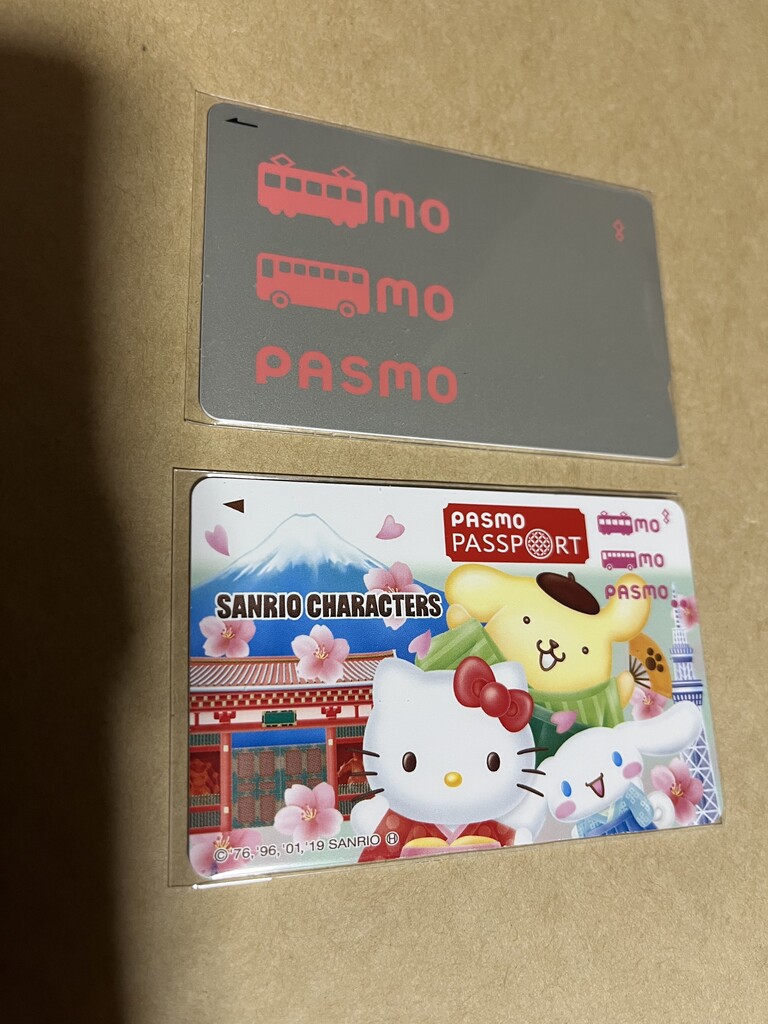 mo
mo
PASMO
PASMO
PASSPORT
mo
mo
PASMO
SANRIO CHARACTERS
© '76, '96, '01, '19 SANRIO Ⓗ